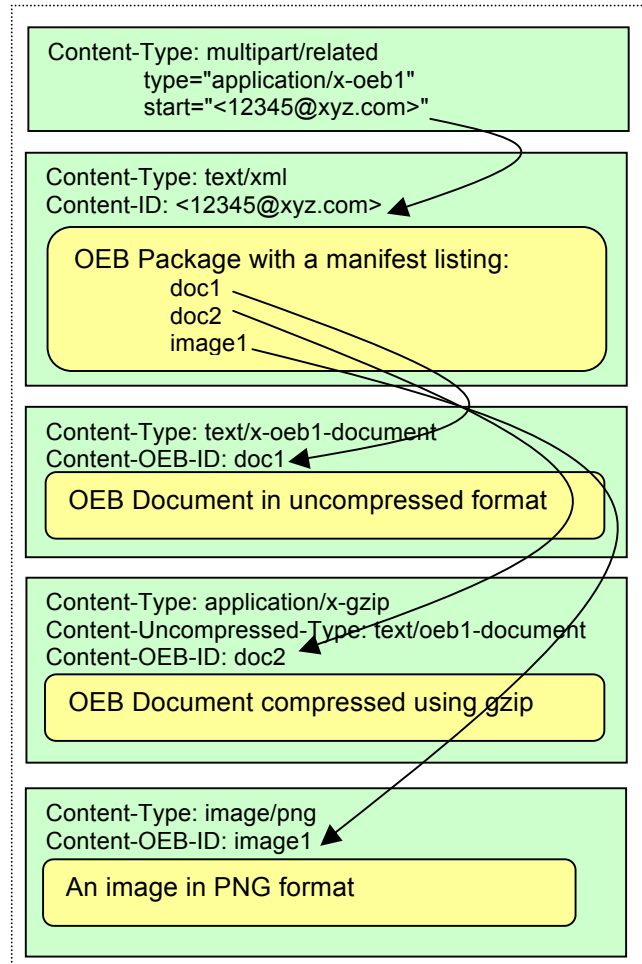 Content-Type: multipart/related
type="application/x-oeb1"
start="<12345@xyz.com>"
Content-Type: text/xml
Content-ID: <12345@xyz.com>
OEB Package with a manifest listing:
doc1
doc2
image1
Content-Type: text/x-oeb1-document
Content-OEB-ID: doc1
OEB Document in uncompressed format
Content-Type: application/x-gzip
Content-Uncompressed-Type: text/oeb1-document
Content-OEB-ID: doc2
OEB Document compressed using gzip
Content-Type: image/png
Content-OEB-ID: image1
An image in PNG format